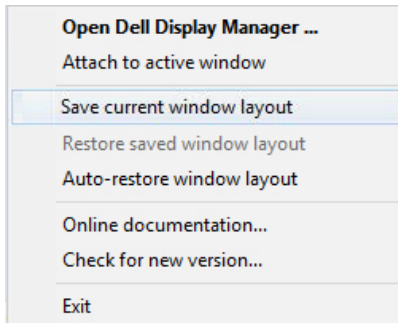 Open Dell Display Manager ...
Attach to active window
Save current window layout
Restore saved window layout
Auto-restore window layout
Online documentation...
Check for new version...
Exit